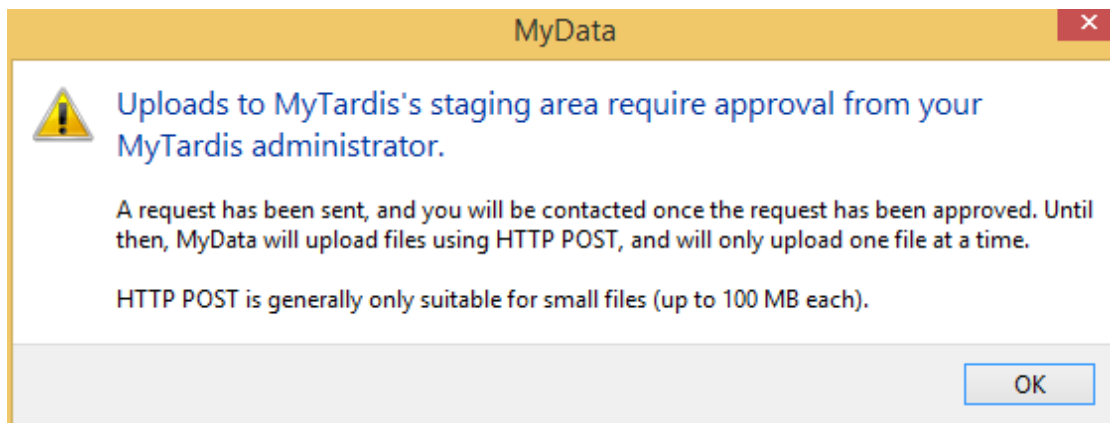 MyData
Uploads to MyTardis's staging area require approval from your
MyTardis administrator.
A request has been sent, and you will be contacted once the request has been approved. Until
then, MyData will upload files using HTTP POST, and will only upload one file at a time.
HTTP POST is generally only suitable for small files (up to 100 MB each).
OK